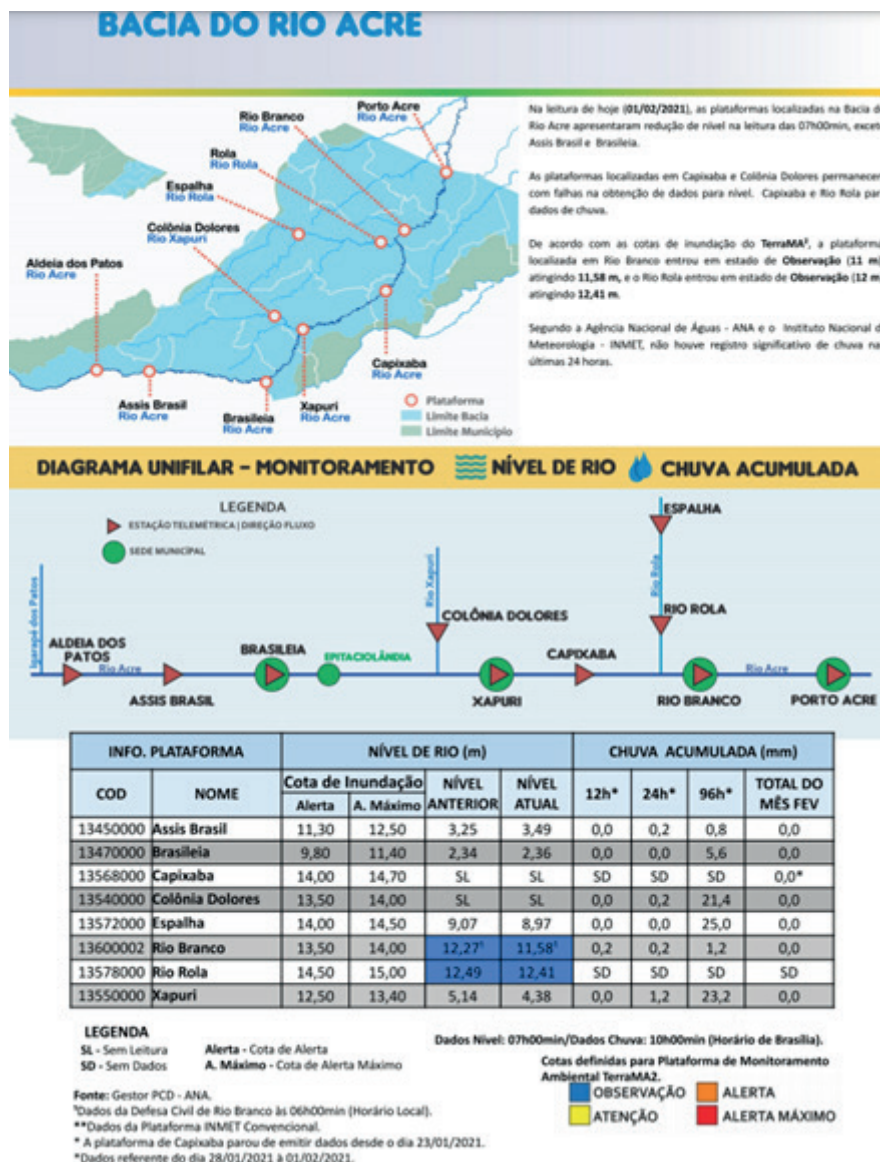 BACIA DO RIO ACRE
Na leitura de hoje (01/02/2021), as plataformas localizadas na Bacia d
Rio Acre apresentaram redução de nível na leitura das 07h00min, excet
Assis Brasil e Brasileia.
As plataformas localizadas em Capixaba e Colônia Dolores permanecer
com falhas na obtenção de dados para nível. Capixaba e Rio Rola par
dados de chuva.
De acordo com as cotas de inundação do TerraMA², a plataforma
localizada em Rio Branco entrou em estado de Observação (11 m)
atingindo 11,58 m, e o Rio Rola entrou em estado de Observação (12 m
atingindo 12,41 m.
Segundo a Agência Nacional de Águas - ANA e o Instituto Nacional d
Meteorologia - INMET, não houve registro significativo de chuva na
últimas 24 horas.
Porto Acre
Rio Acre
Rio Branco
Rio Acre
Rola
Rio Rola
Espalha
Rio Rola
Colônia Dolores
Rio Xapuri
Aldeia dos Patos
Rio Acre
Capixaba
Rio Acre
Assis Brasil
Rio Acre
Brasileia
Rio Acre
Xapuri
Rio Acre
Plataforma
Limite Bacia
Limite Município
DIAGRAMA UNIFILAR – MONITORAMENTO NÍVEL DE RIO CHUVA ACUMULADA
LEGENDA
ESTAÇÃO TELEMÉTRICA | DIREÇÃO FLUXO
SEDE MUNICÍPAL
Igarapé dos Patos
Rio Xapuri
Rio Rola
ESPALHA
RIO ROLA
COLÔNIA DOLORES
ALDEIA DOS
PATOS
Rio Acre
ASSIS BRASIL
BRASILEIA
EPITACIOLÂNDIA
XAPURI
CAPIXABA
RIO BRANCO
Rio Acre
PORTO ACRE
INFO. PLATAFORMA NÍVEL DE RIO (m) CHUVA ACUMULADA (mm)
COD NOME Cota de Inundação NÍVEL ANTERIOR NÍVEL ATUAL 12h* 24h* 96h* TOTAL DO MÊS FEV
Alerta A. Máximo
13450000 Assis Brasil 11,30 12,50 3,25 3,49 0,0 0,2 0,8 0,0
13470000 Brasileia 9,80 11,40 2,34 2,36 0,0 0,0 5,6 0,0
13568000 Capixaba 14,00 14,70 SL SL SD SD SD 0,0*
13540000 Colônia Dolores 13,50 14,00 SL SL 0,0 0,2 21,4 0,0
13572000 Espalha 14,00 14,50 9,07 8,97 0,0 0,0 25,0 0,0
13600002 Rio Branco 13,50 14,00 12,27¹ 11,58¹ 0,2 0,2 1,2 0,0
13578000 Rio Rola 14,50 15,00 12,49 12,41 SD SD SD SD
13550000 Xapuri 12,50 13,40 5,14 4,38 0,0 1,2 23,2 0,0
LEGENDA
SL - Sem Leitura Alerta - Cota de Alerta
SD - Sem Dados A. Máximo - Cota de Alerta Máximo
Dados Nível: 07h00min/Dados Chuva: 10h00min (Horário de Brasília).
Cotas definidas para Plataforma de Monitoramento
Ambiental TerraMA2.
OBSERVAÇÃO ALERTA
ATENÇÃO ALERTA MÁXIMO
Fonte: Gestor PCD - ANA.
¹Dados da Defesa Civil de Rio Branco às 06h00min (Horário Local).
**Dados da Plataforma INMET Convencional.
* A plataforma de Capixaba parou de emitir dados desde o dia 23/01/2021.
*Dados referente do dia 28/01/2021 à 01/02/2021.